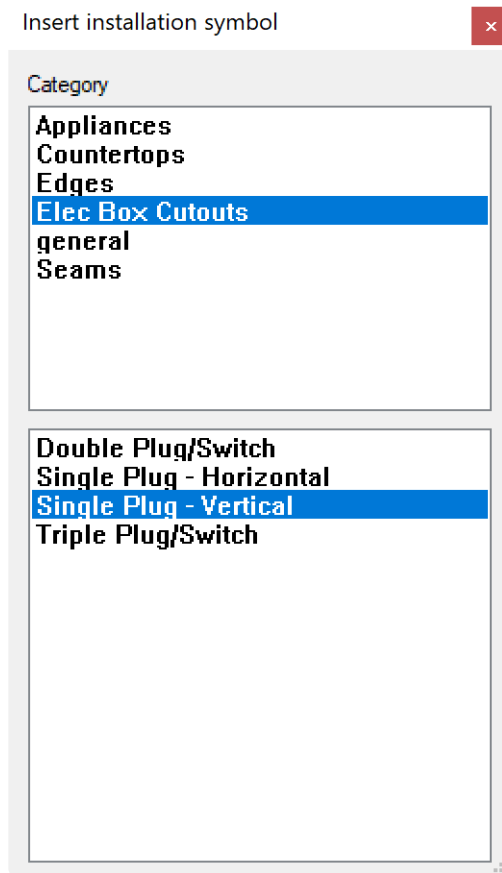 Insert installation symbol
×
Category
Appliances
Countertops
Edges
Elec Box Cutouts
general
Seams
Double Plug/Switch
Single Plug - Horizontal
Single Plug - Vertical
Triple Plug/Switch